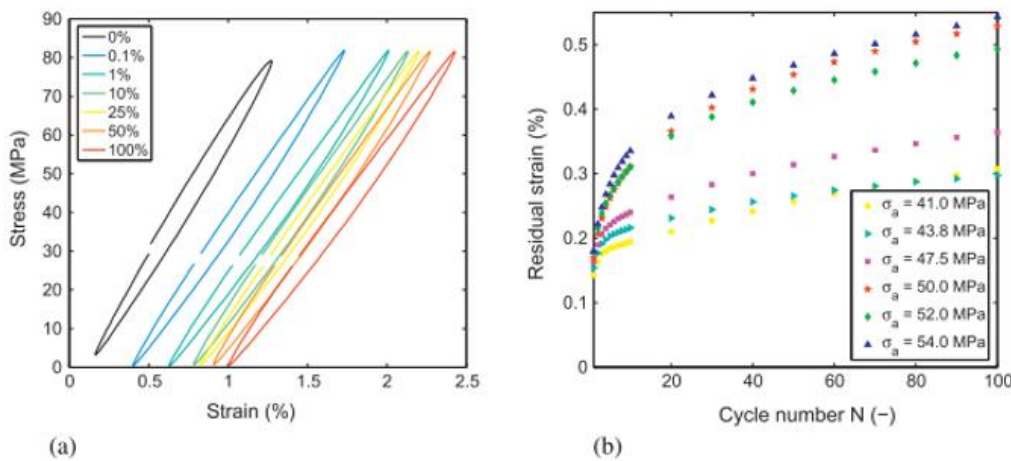 90
80
70
60
50
40
30
20
10
0
Stress (MPa)
0%
0.1%
1%
10%
25%
50%
100%
0 0.5 1 1.5 2 2.5
Strain (%)
(a)
0.5
0.4
0.3
0.2
0.1
0
Residual strain (%)
σa = 41.0 MPa
σa = 43.8 MPa
σa = 47.5 MPa
σa = 50.0 MPa
σa = 52.0 MPa
σa = 54.0 MPa
20 40 60 80 100
Cycle number N (−)
(b)